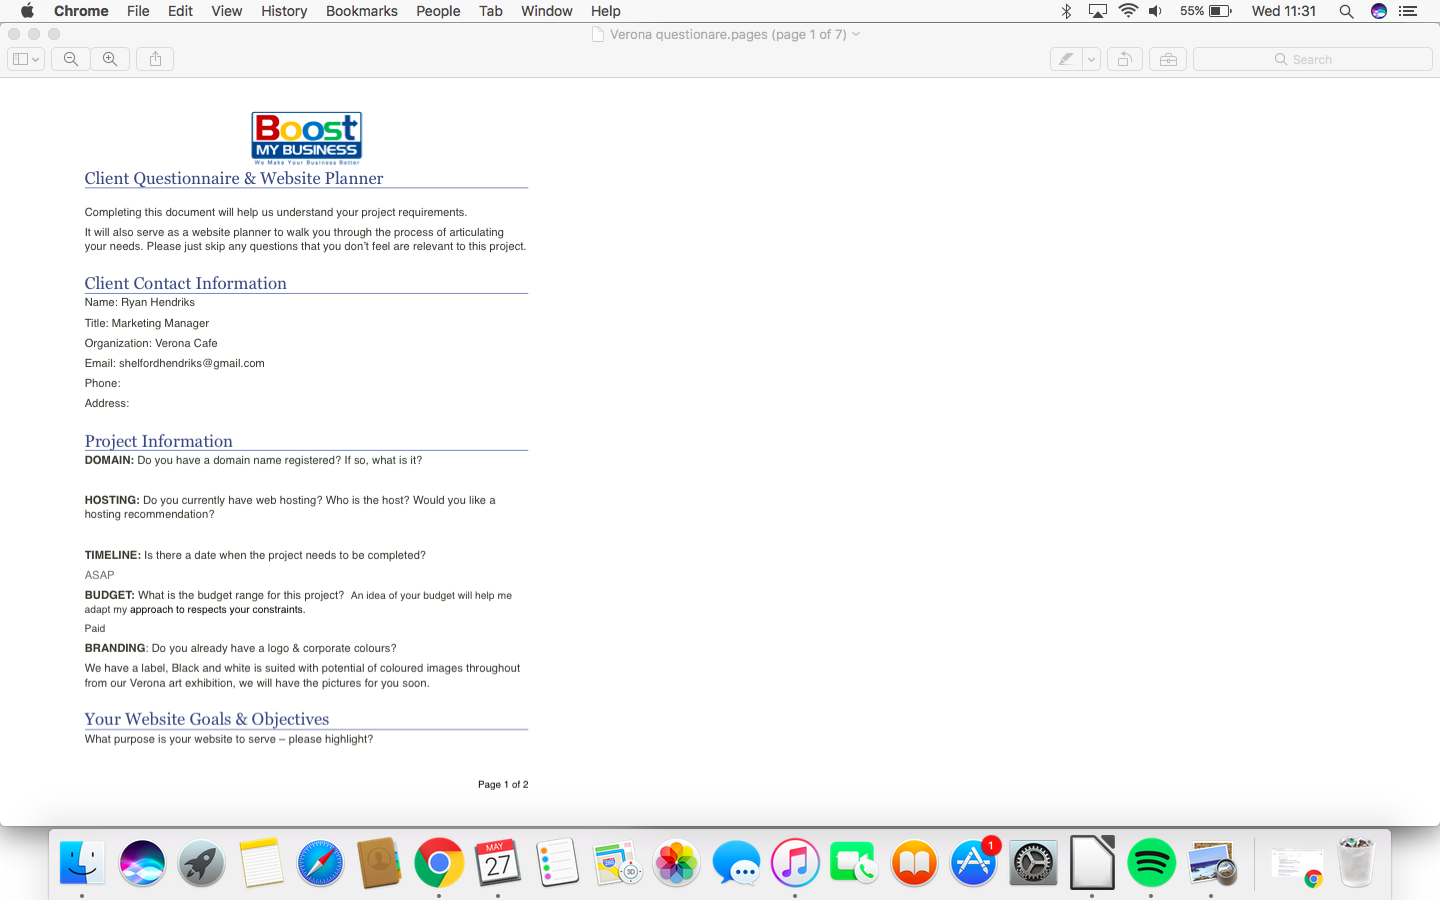 Chrome File Edit View History Bookmarks People Tab Window Help 55% Wed 11:31
Verona questionare.pages (page 1 of 7)
Search
Boost
MY BUSINESS
We Make Your Business Better
Client Questionnaire & Website Planner
Completing this document will help us understand your project requirements.
It will also serve as a website planner to walk you through the process of articulating
your needs. Please just skip any questions that you don't feel are relevant to this project.
Client Contact Information
Name: Ryan Hendriks
Title: Marketing Manager
Organization: Verona Cafe
Email: shelfordhendriks@gmail.com
Phone:
Address:
Project Information
DOMAIN: Do you have a domain name registered? If so, what is it?
HOSTING: Do you currently have web hosting? Who is the host? Would you like a
hosting recommendation?
TIMELINE: Is there a date when the project needs to be completed?
ASAP
BUDGET: What is the budget range for this project? An idea of your budget will help me
adapt my approach to respects your constraints.
Paid
BRANDING: Do you already have a logo & corporate colours?
We have a label, Black and white is suited with potential of coloured images throughout
from our Verona art exhibition, we will have the pictures for you soon.
Your Website Goals & Objectives
What purpose is your website to serve – please highlight?
Page 1 of 2
MAY
27
3D
1